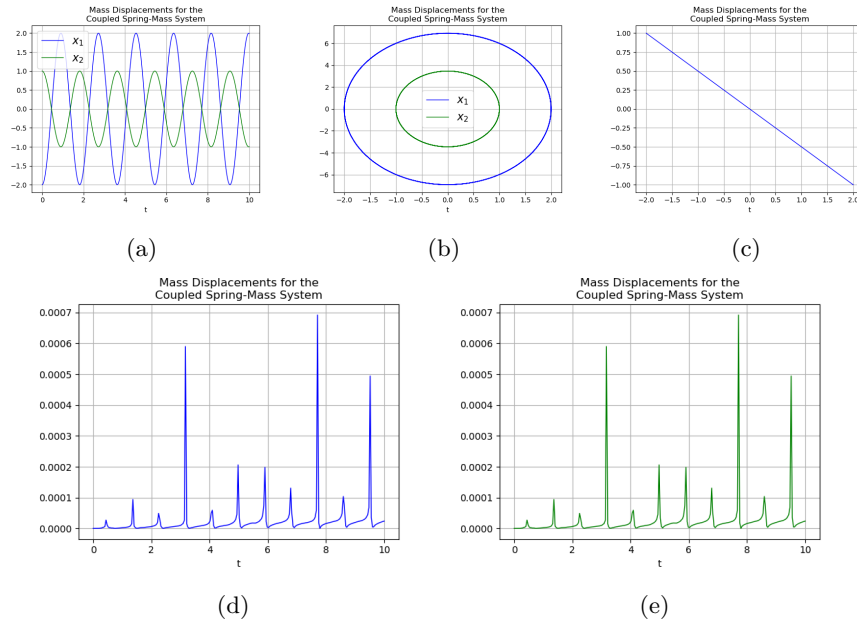 Mass Displacements for the
Coupled Spring-Mass System
2.0
1.5
1.0
0.5
0.0
−0.5
−1.0
−1.5
−2.0
x₁
x₂
0 2 4 6 8 10
t
(a)
Mass Displacements for the
Coupled Spring-Mass System
6
4
2
0
−2
−4
−6
x₁
x₂
−2.0 −1.5 −1.0 −0.5 0.0 0.5 1.0 1.5 2.0
t
(b)
Mass Displacements for the
Coupled Spring-Mass System
1.00
0.75
0.50
0.25
0.00
−0.25
−0.50
−0.75
−1.00
−2.0 −1.5 −1.0 −0.5 0.0 0.5 1.0 1.5 2.0
t
(c)
Mass Displacements for the
Coupled Spring-Mass System
0.0007
0.0006
0.0005
0.0004
0.0003
0.0002
0.0001
0.0000
0 2 4 6 8 10
t
(d)
Mass Displacements for the
Coupled Spring-Mass System
0.0007
0.0006
0.0005
0.0004
0.0003
0.0002
0.0001
0.0000
0 2 4 6 8 10
t
(e)